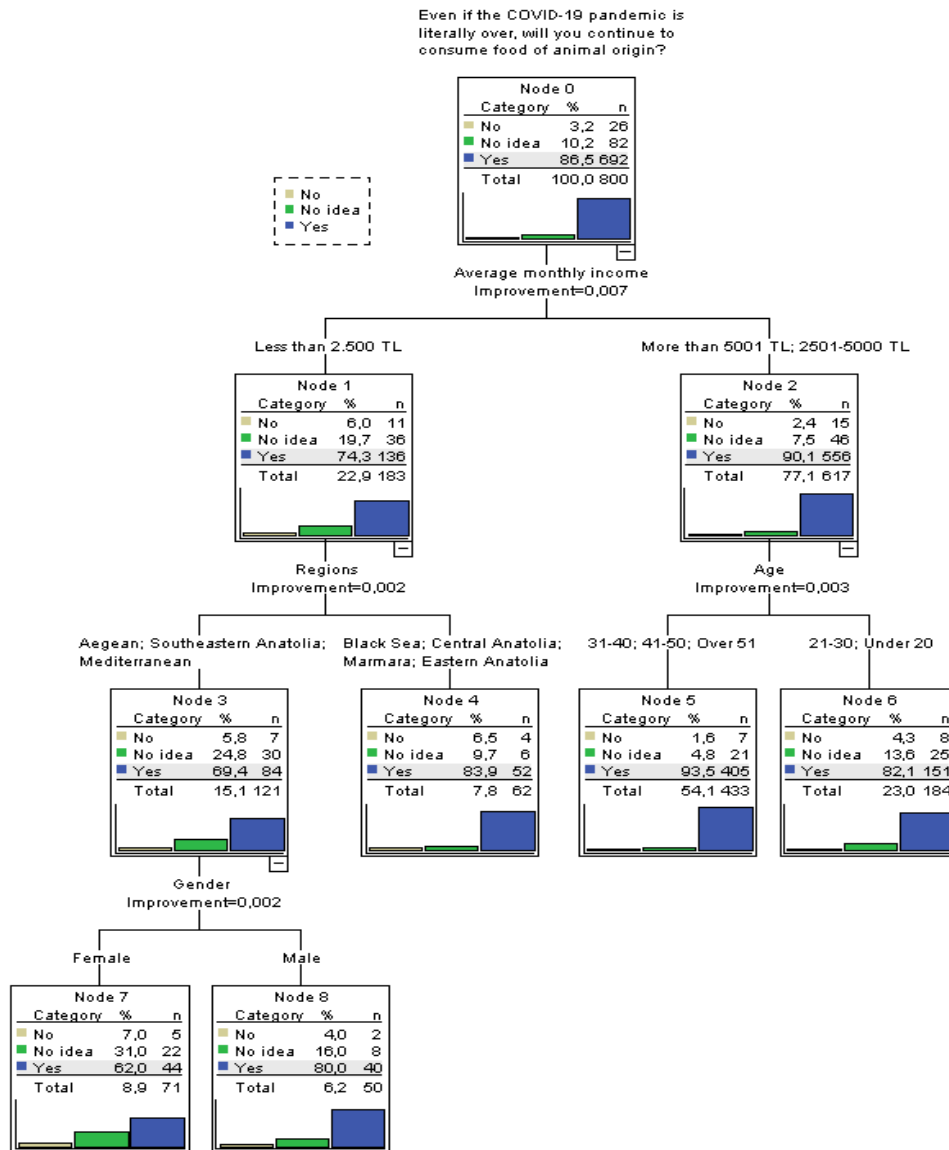 Even if the COVID-19 pandemic is
literally over, will you continue to
consume food of animal origin?
Node 0
Category % n
No 3,2 26
No idea 10,2 82
Yes 86,5 692
Total 100,0 800
No
No idea
Yes
Average monthly income
Improvement=0,007
Less than 2.500 TL
More than 5001 TL; 2501-5000 TL
Node 1
Category % n
No 6,0 11
No idea 19,7 36
Yes 74,3 136
Total 22,9 183
Node 2
Category % n
No 2,4 15
No idea 7,5 46
Yes 90,1 556
Total 77,1 617
Regions
Improvement=0,002
Age
Improvement=0,003
Aegean; Southeastern Anatolia;
Mediterranean
Black Sea; Central Anatolia;
Marmara; Eastern Anatolia
31-40; 41-50; Over 51
21-30; Under 20
Node 3
Category % n
No 5,8 7
No idea 24,8 30
Yes 69,4 84
Total 15,1 121
Node 4
Category % n
No 6,5 4
No idea 9,7 6
Yes 83,9 52
Total 7,8 62
Node 5
Category % n
No 1,6 7
No idea 4,8 21
Yes 93,5 405
Total 54,1 433
Node 6
Category % n
No 4,3 8
No idea 13,6 25
Yes 82,1 151
Total 23,0 184
Gender
Improvement=0,002
Female
Male
Node 7
Category % n
No 7,0 5
No idea 31,0 22
Yes 62,0 44
Total 8,9 71
Node 8
Category % n
No 4,0 2
No idea 16,0 8
Yes 80,0 40
Total 6,2 50